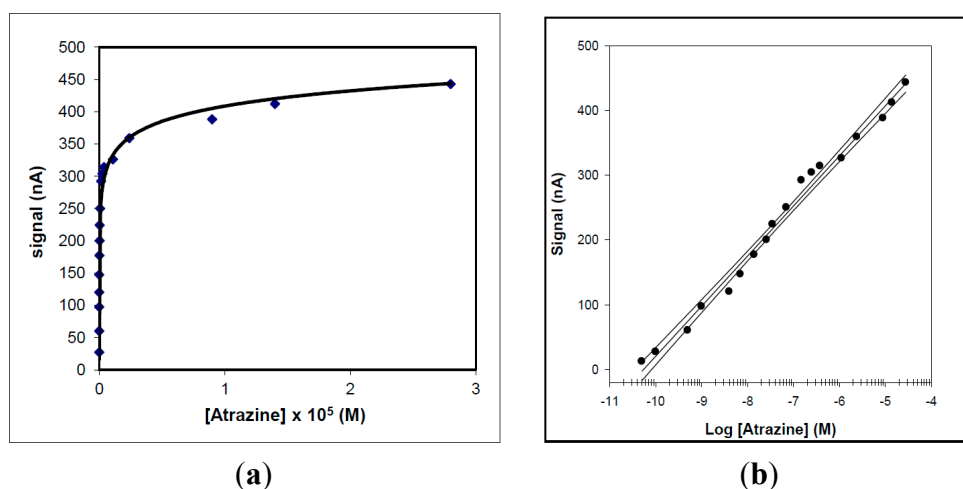 500
450
400
350
300
250
200
150
100
50
0
signal (nA)
0 1 2 3
[Atrazine] x 10⁵ (M)
(a)
500
400
300
200
100
0
Signal (nA)
-11 -10 -9 -8 -7 -6 -5 -4
Log [Atrazine] (M)
(b)